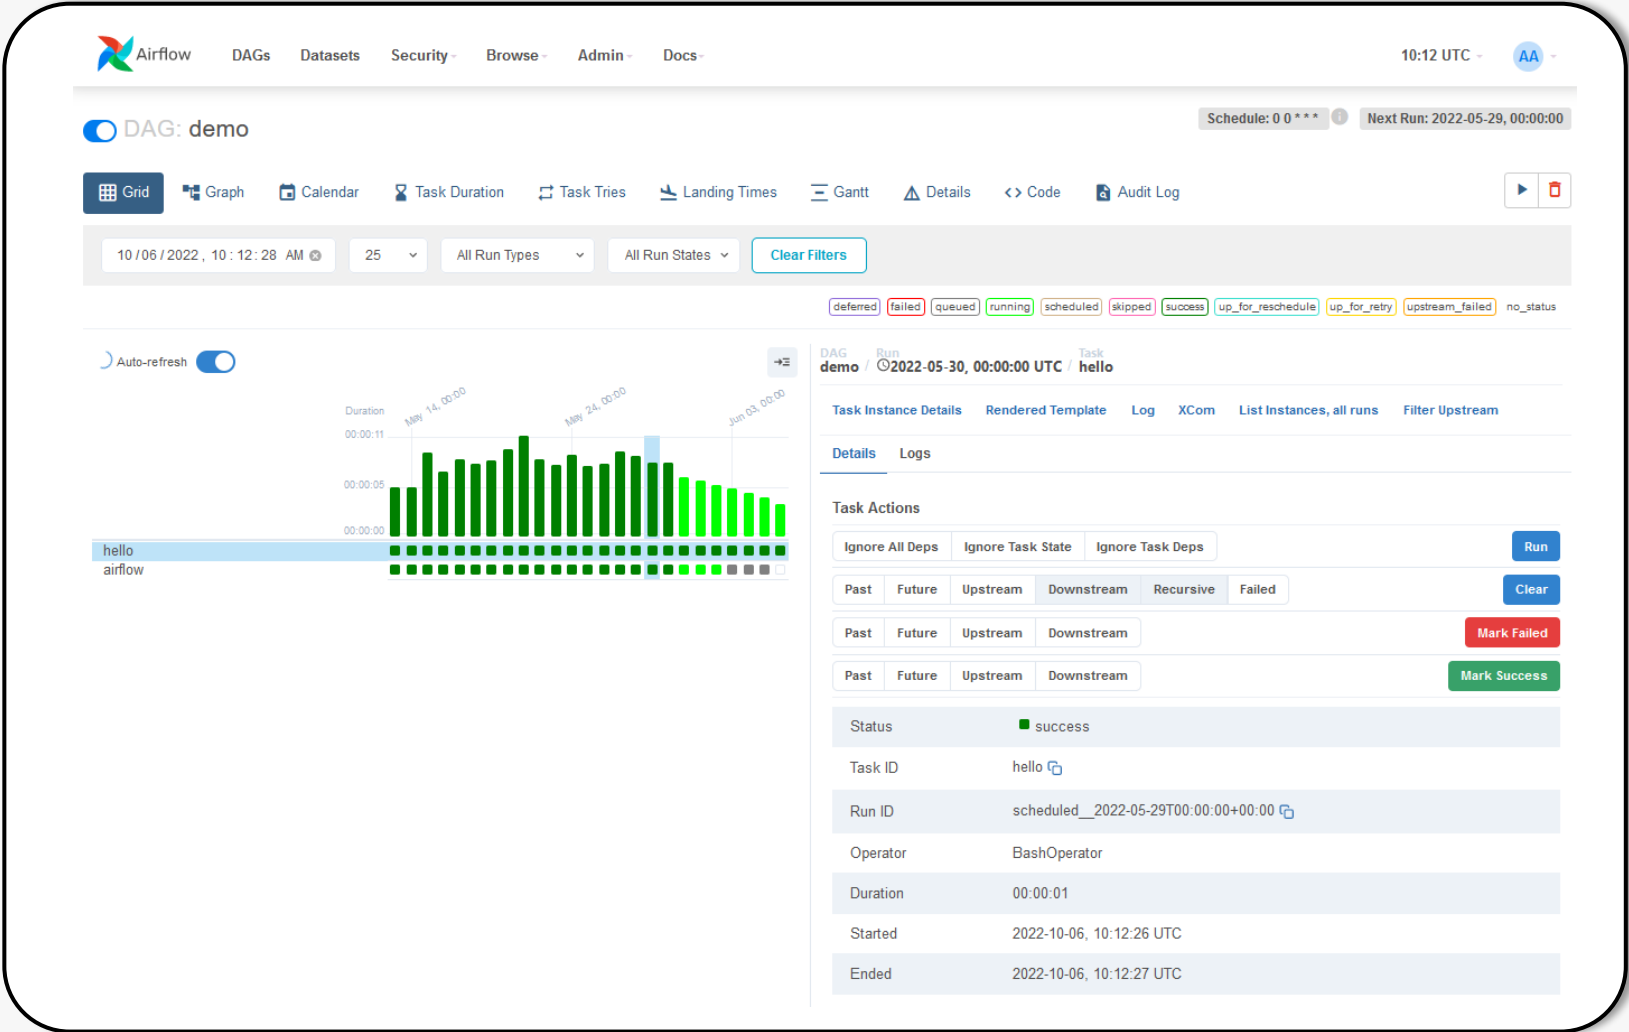 Airflow DAGs Datasets Security Browse Admin Docs 10:12 UTC AA
DAG: demo
Schedule: 0 0 * * * i Next Run: 2022-05-29, 00:00:00
Grid Graph Calendar Task Duration Task Tries Landing Times Gantt Details Code Audit Log
10/06/2022, 10:12:28 AM 25 All Run Types All Run States Clear Filters
deferred failed queued running scheduled skipped success up_for_reschedule up_for_retry upstream_failed no_status
Auto-refresh
Duration
May 14, 00:00 May 24, 00:00 Jun 03, 00:00
00:00:11
00:00:05
00:00:00
hello
airflow
DAG Run Task
demo / 2022-05-30, 00:00:00 UTC / hello
Task Instance Details Rendered Template Log XCom List Instances, all runs Filter Upstream
Details Logs
Task Actions
Ignore All Deps Ignore Task State Ignore Task Deps Run
Past Future Upstream Downstream Recursive Failed Clear
Past Future Upstream Downstream Mark Failed
Past Future Upstream Downstream Mark Success
Status success
Task ID hello
Run ID scheduled__2022-05-29T00:00:00+00:00
Operator BashOperator
Duration 00:00:01
Started 2022-10-06, 10:12:26 UTC
Ended 2022-10-06, 10:12:27 UTC